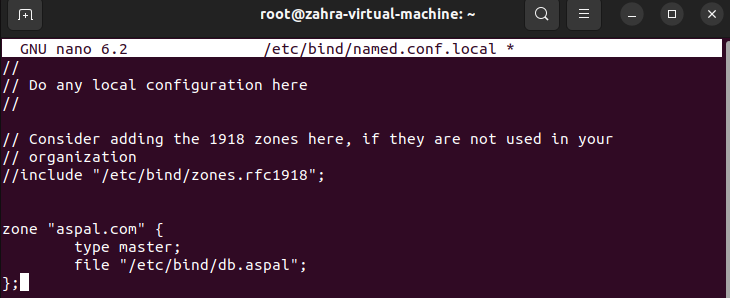 root@zahra-virtual-machine: ~
GNU nano 6.2 /etc/bind/named.conf.local *
//
// Do any local configuration here
//
// Consider adding the 1918 zones here, if they are not used in your
// organization
//include "/etc/bind/zones.rfc1918";
zone "aspal.com" {
type master;
file "/etc/bind/db.aspal";
};